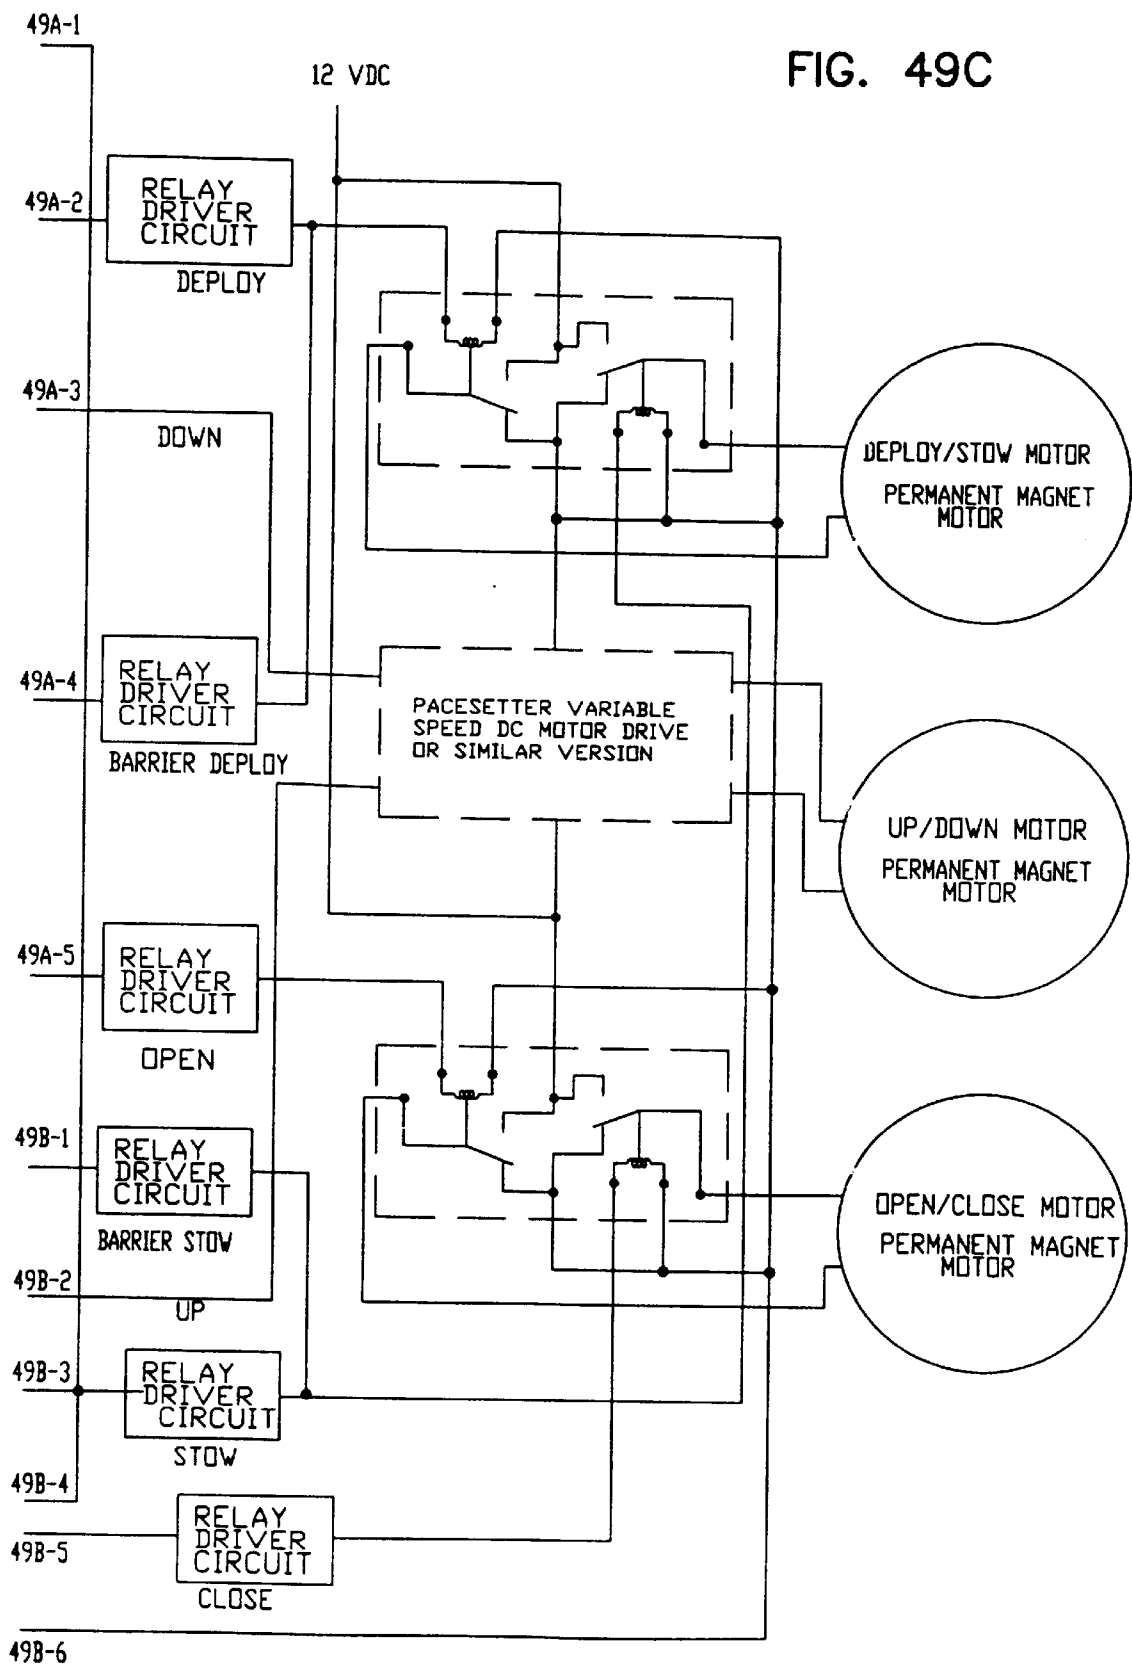 49A-1
FIG. 49C
12 VDC
49A-2
RELAY
DRIVER
CIRCUIT
DEPLOY
49A-3
DOWN
DEPLOY/STOW MOTOR
PERMANENT MAGNET
MOTOR
49A-4
RELAY
DRIVER
CIRCUIT
BARRIER DEPLOY
PACESETTER VARIABLE
SPEED DC MOTOR DRIVE
OR SIMILAR VERSION
UP/DOWN MOTOR
PERMANENT MAGNET
MOTOR
49A-5
RELAY
DRIVER
CIRCUIT
OPEN
49B-1
RELAY
DRIVER
CIRCUIT
BARRIER STOW
OPEN/CLOSE MOTOR
PERMANENT MAGNET
MOTOR
49B-2
UP
49B-3
RELAY
DRIVER
CIRCUIT
STOW
49B-4
49B-5
RELAY
DRIVER
CIRCUIT
CLOSE
49B-6